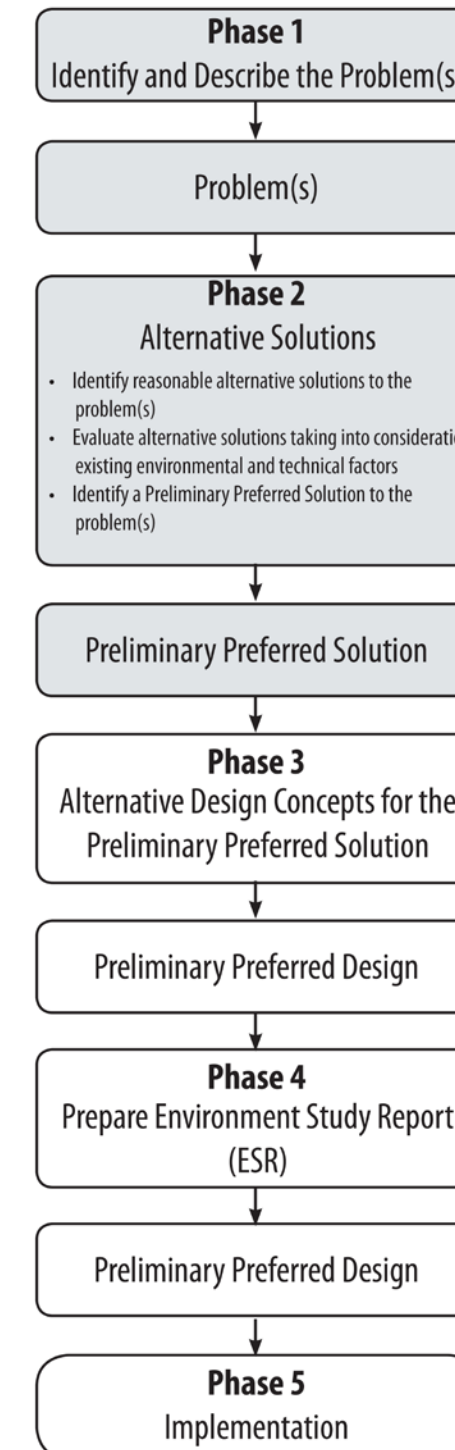 Phase 1
Identify and Describe the Problem(s
Problem(s)
Phase 2
Alternative Solutions
• Identify reasonable alternative solutions to the
problem(s)
• Evaluate alternative solutions taking into considerati
existing environmental and technical factors
• Identify a Preliminary Preferred Solution to the
problem(s)
Preliminary Preferred Solution
Phase 3
Alternative Design Concepts for the
Preliminary Preferred Solution
Preliminary Preferred Design
Phase 4
Prepare Environment Study Report
(ESR)
Preliminary Preferred Design
Phase 5
Implementation